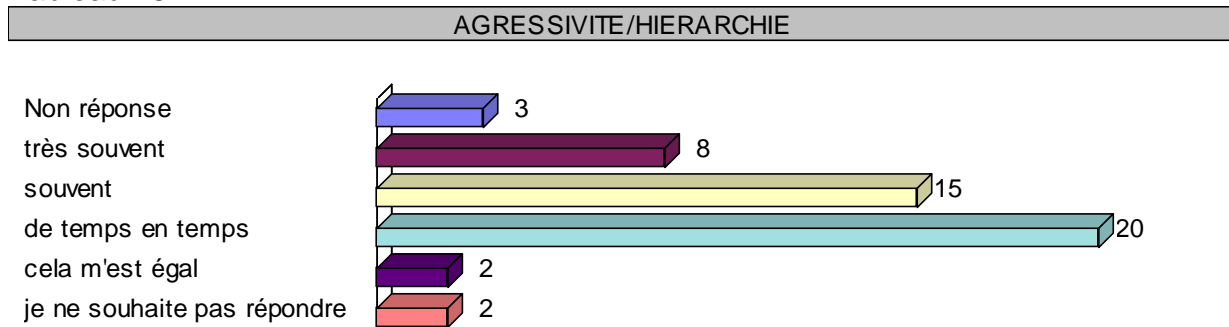 AGRESSIVITE/HIERARCHIE
Non réponse 3
très souvent 8
souvent 15
de temps en temps 20
cela m'est égal 2
je ne souhaite pas répondre 2